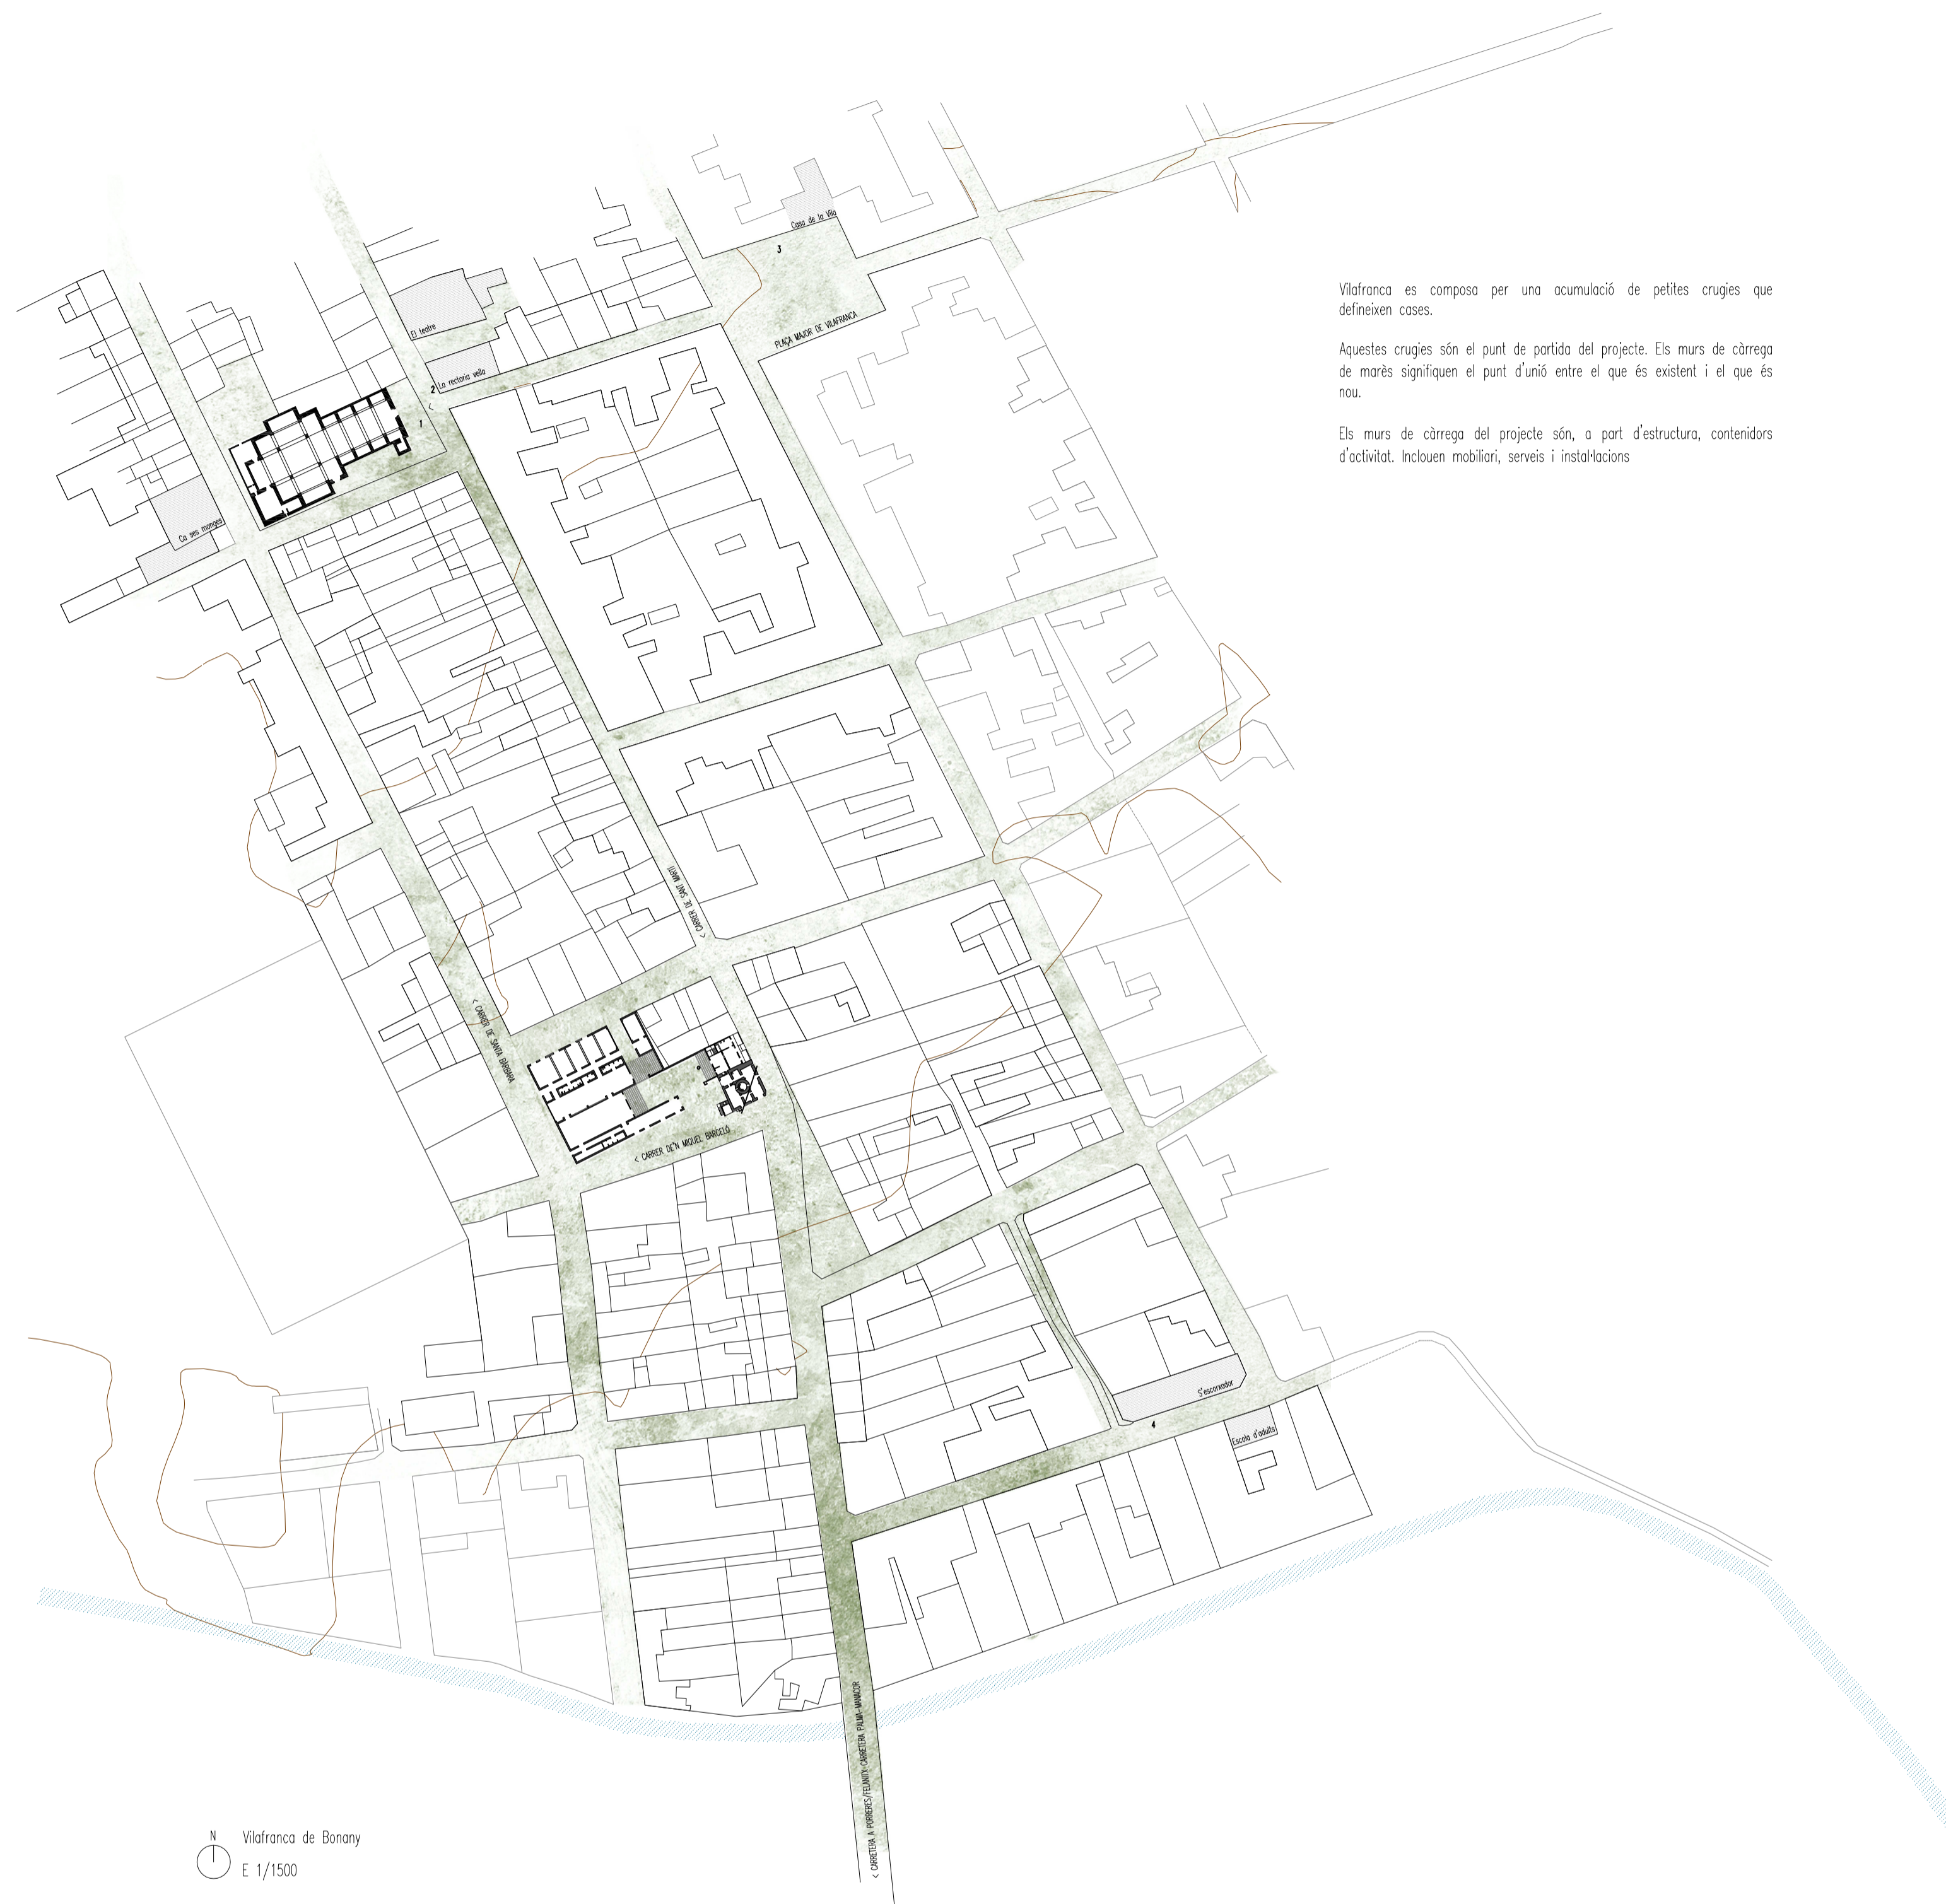 Casa de la Vila
3
PLAÇA MAJOR DE VILAFRANCA
El teatre
La rectoria vella
2
<
1
Ca ses monges
Vilafranca es composa per una acumulació de petites crugies que
defineixen cases.
Aquestes crugies són el punt de partida del projecte. Els murs de càrrega
de marès signifiquen el punt d'unió entre el que és existent i el que és
nou.
Els murs de càrrega del projecte són, a part d'estructura, contenidors
d'activitat. Inclouen mobiliari, serveis i instal·lacions
< CARRER DE SANT MARTÍ
< CARRER DE SANTA BÀRBARA
< CARRER DE'N MIQUEL BARCELÓ
S'escorxador
4
Escola d'adults
< CARRETERA A PORRERES/FELANITX-CARRETERA PALMA-MANACOR
N
Vilafranca de Bonany
E 1/1500